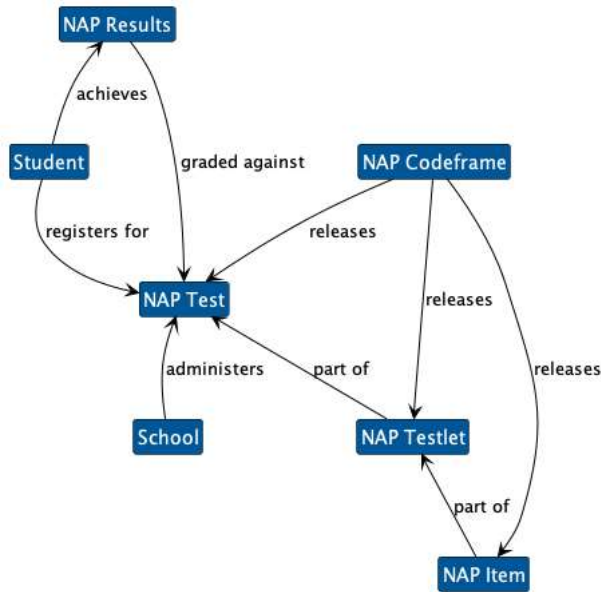 NAP Results
achieves
Student
graded against
NAP Codeframe
registers for
releases
NAP Test
releases
administers
part of
releases
School
NAP Testlet
part of
NAP Item